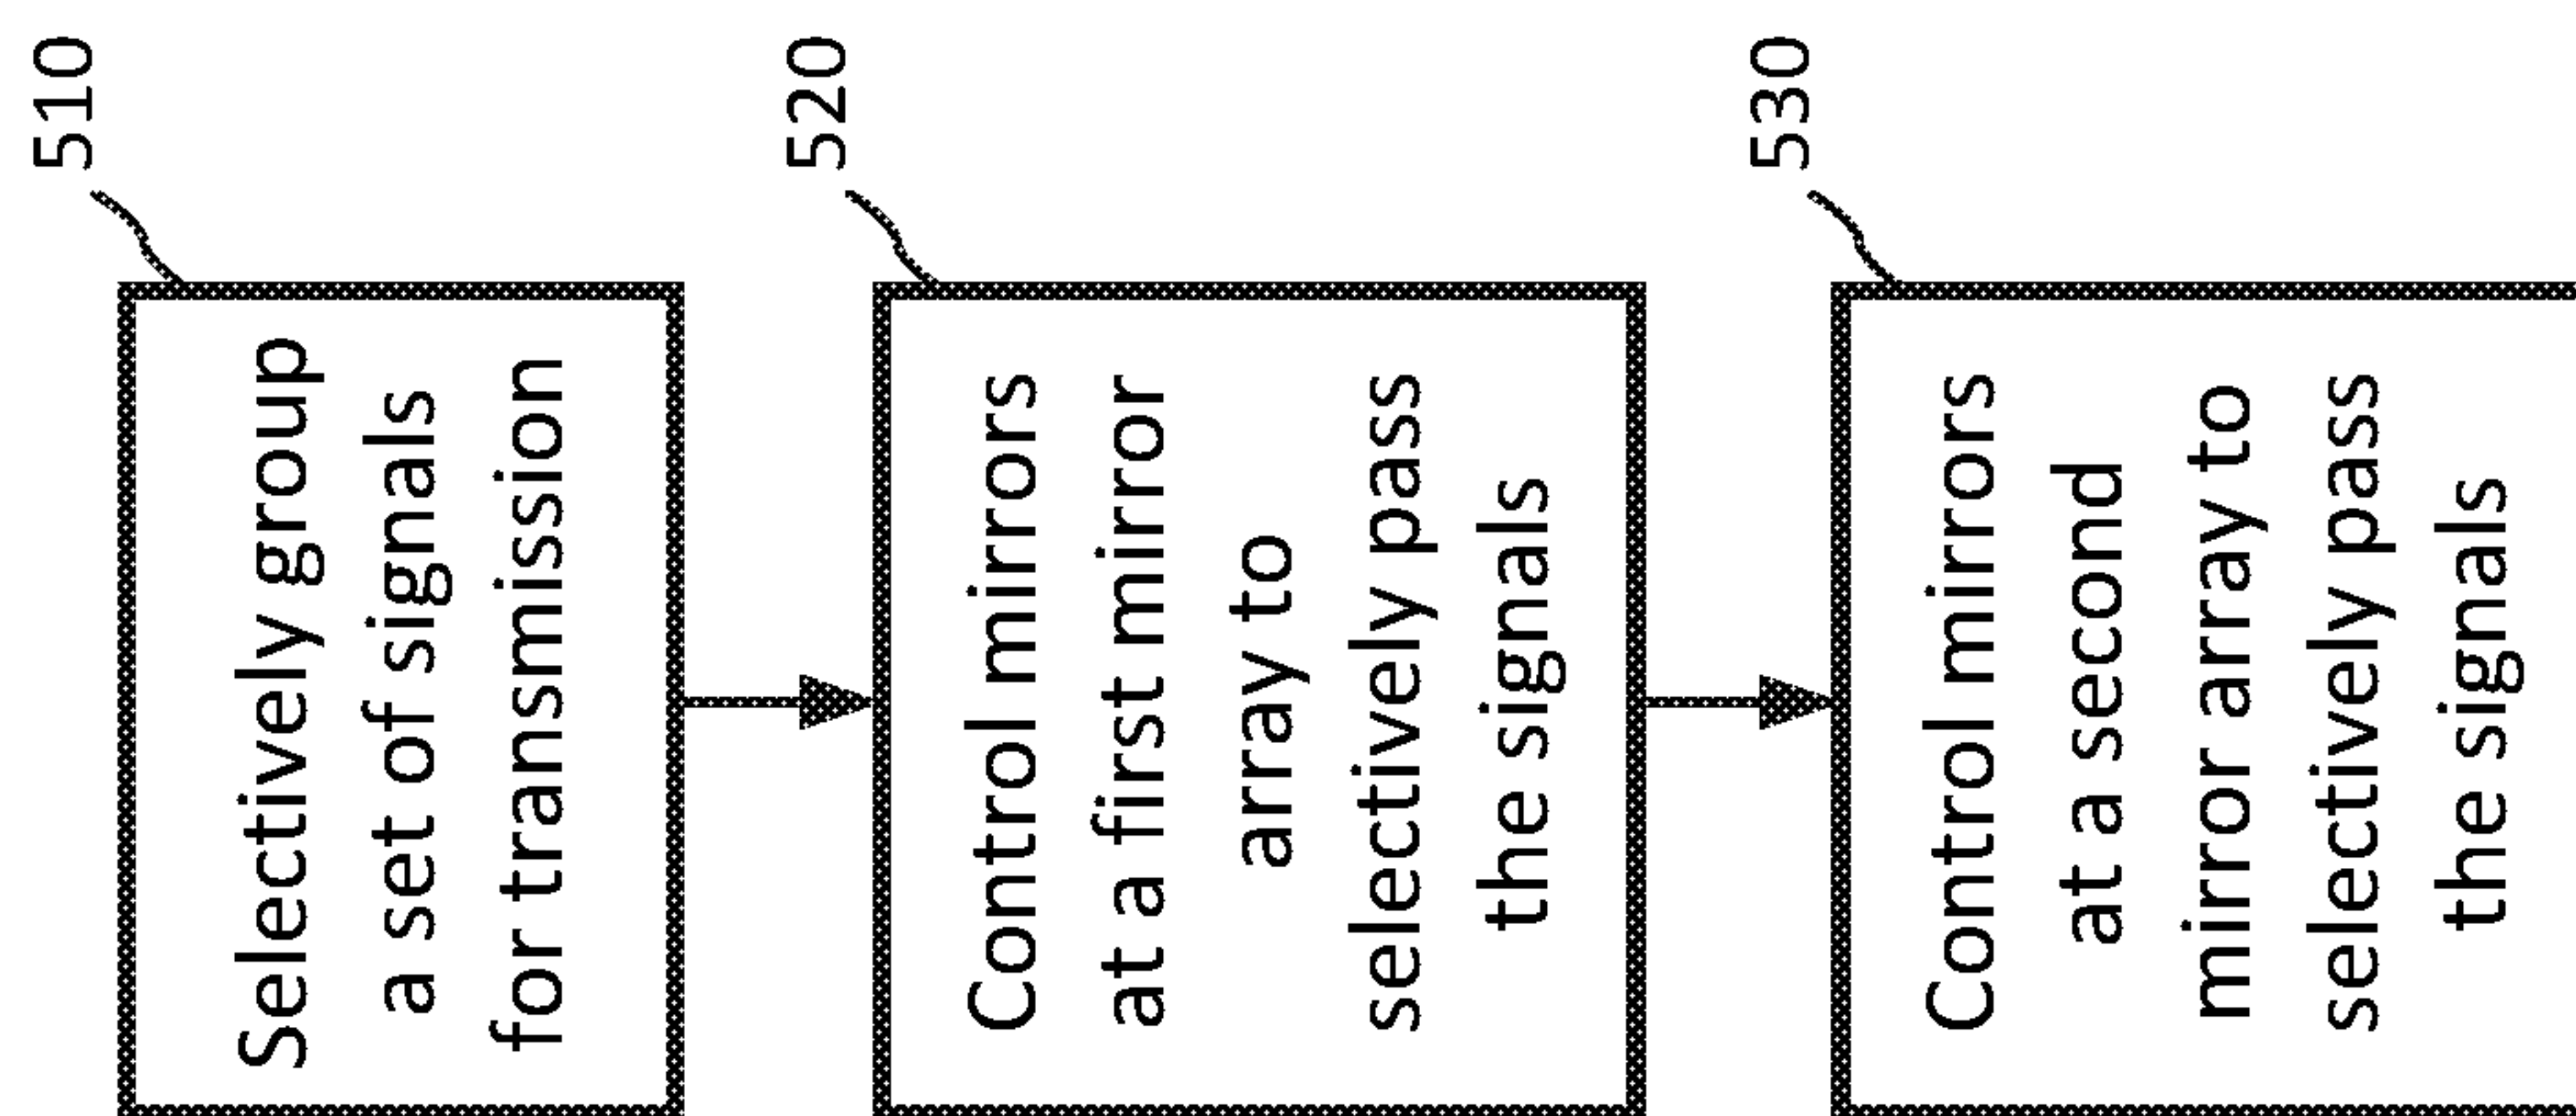 510
Selectively group
a set of signals
for transmission
520
Control mirrors
at a first mirror
array to
selectively pass
the signals
530
Control mirrors
at a second
mirror array to
selectively pass
the signals